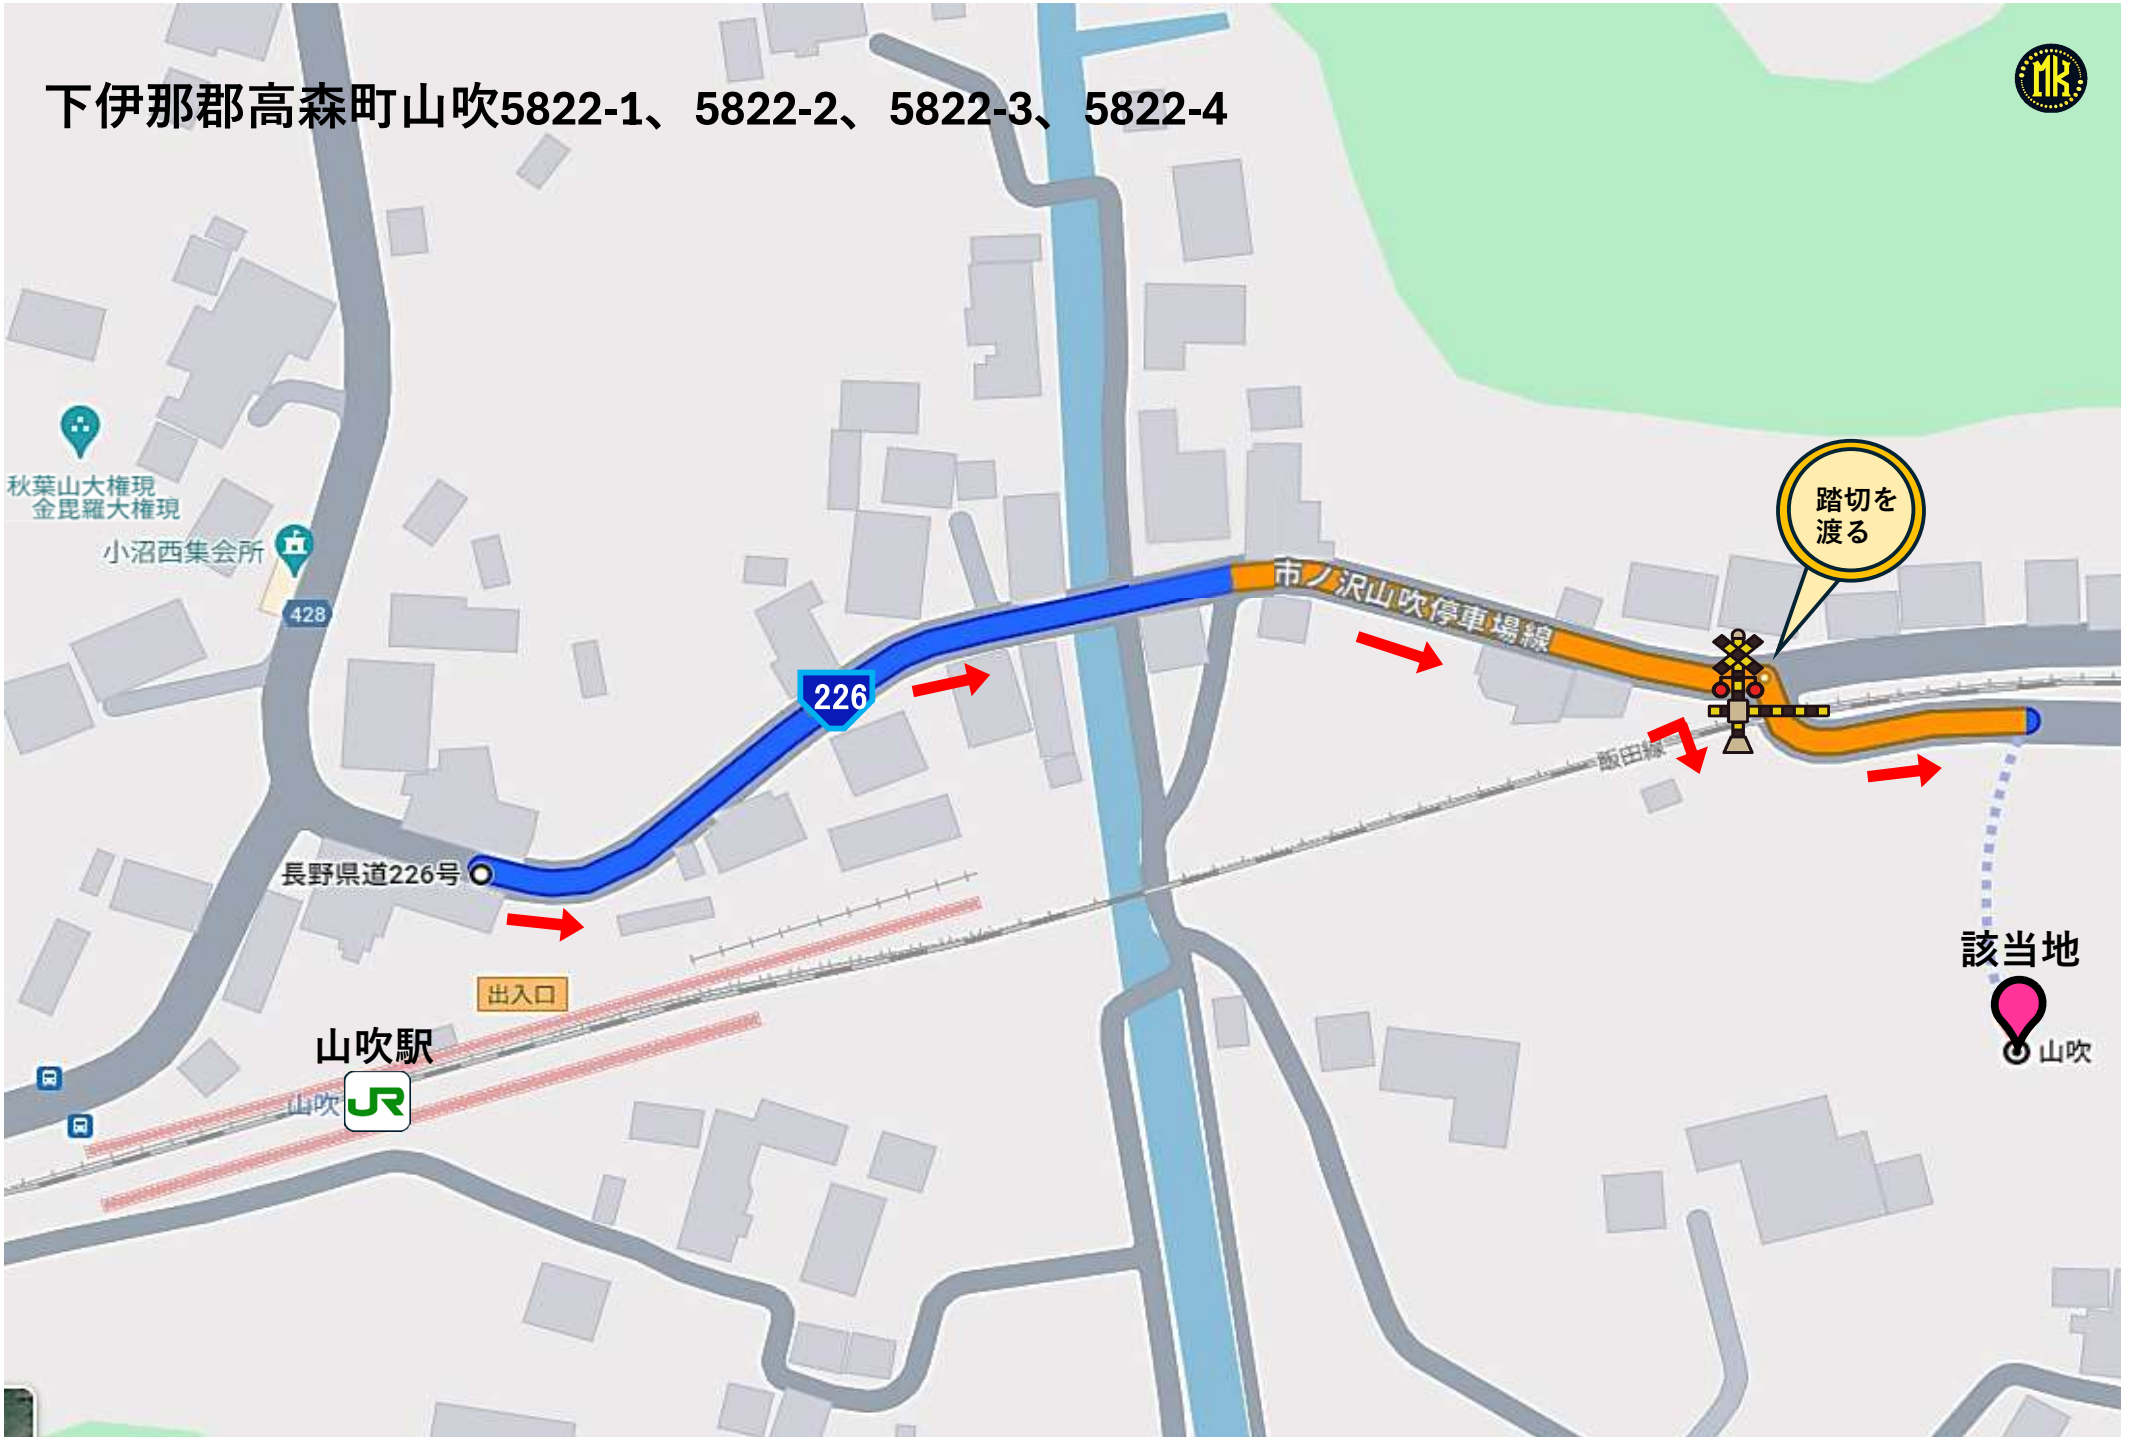 下伊那郡高森町山吹5822-1、5822-2、5822-3、5822-4
MK
秋葉山大権現
金毘羅大権現
小沼西集会所
428
踏切を
渡る
市ノ沢山吹停車場線
226
飯田線
長野県道226号
出入口
該当地
山吹駅
山吹
JR
山吹